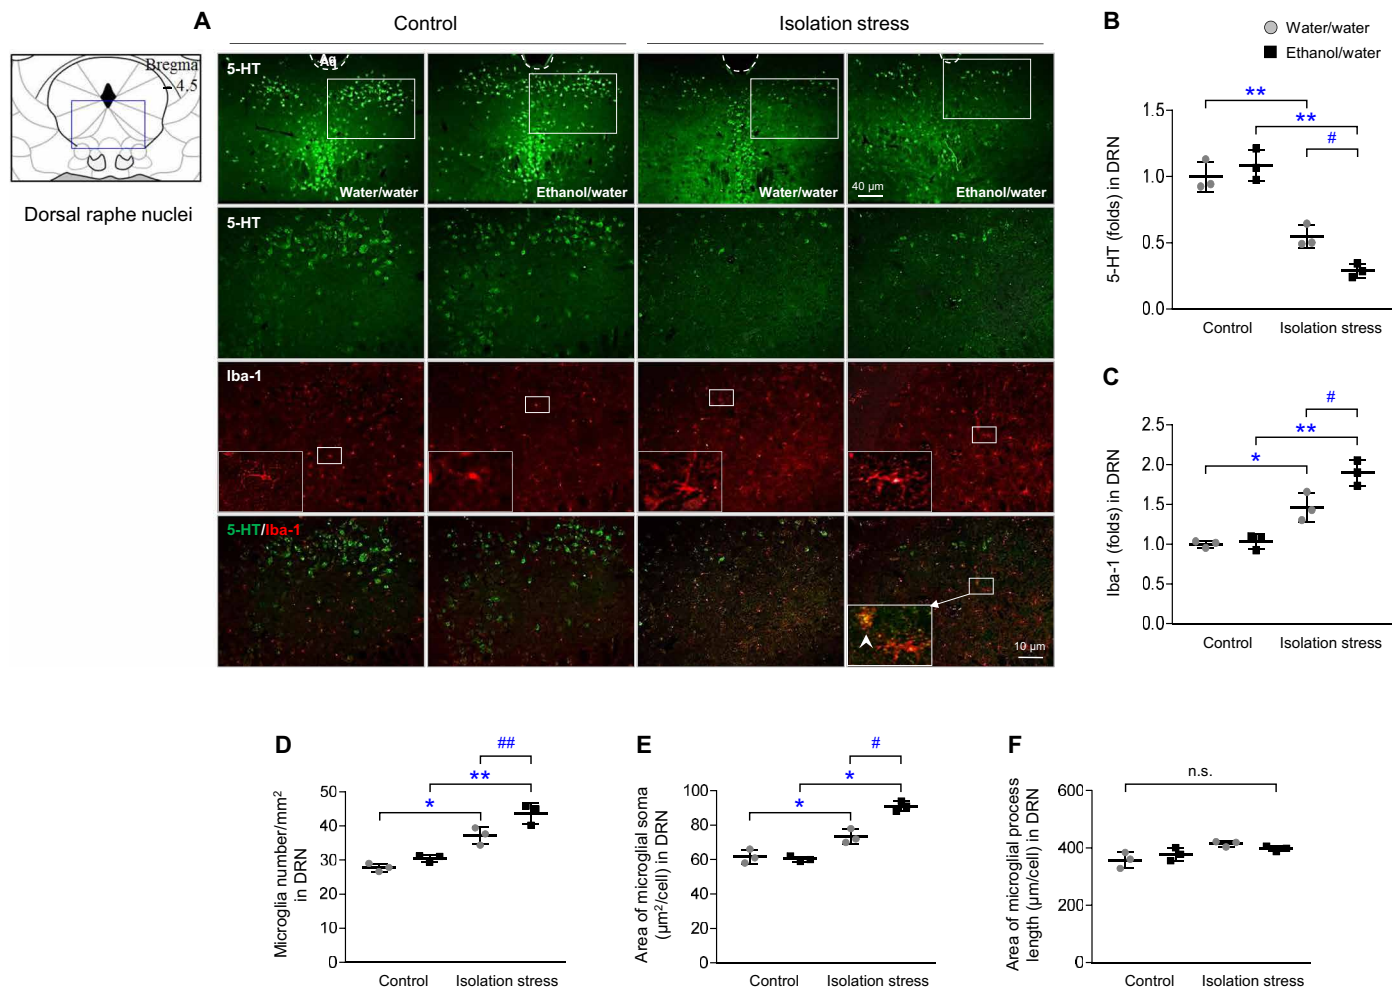 A
Control
Isolation stress
Bregma
4.5
Dorsal raphe nuclei
5-HT
Aq
Water/water
Ethanol/water
Water/water
40 µm
Ethanol/water
5-HT
Iba-1
5-HT/Iba-1
10 µm
B
Water/water
Ethanol/water
5-HT (folds) in DRN
1.5
1.0
0.5
0.0
**
**
#
Control
Isolation stress
C
Iba-1 (folds) in DRN
2.5
2.0
1.5
1.0
0.5
0.0
#
**
*
Control
Isolation stress
D
Microglia number/mm2
in DRN
50
40
30
20
10
0
##
**
*
Control
Isolation stress
E
Area of microglial soma
(µm2/cell) in DRN
100
80
60
40
20
0
#
*
*
Control
Isolation stress
F
Area of microglial process
length (µm/cell) in DRN
600
400
200
0
n.s.
Control
Isolation stress